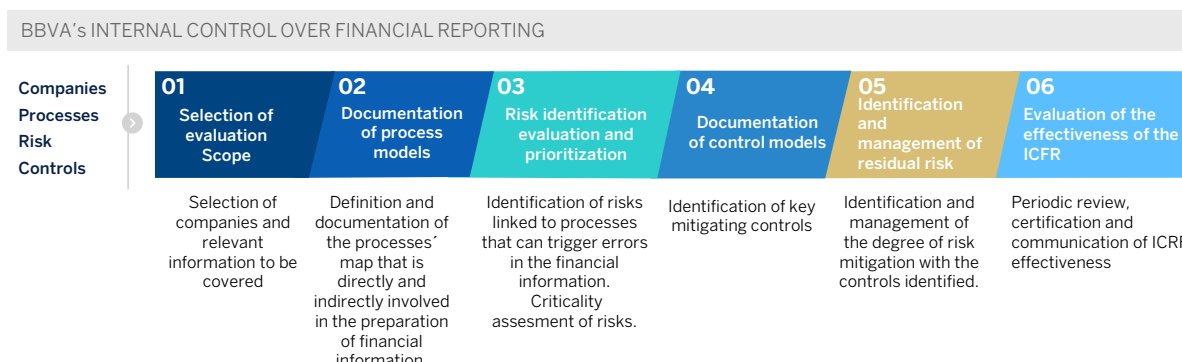 BBVA's INTERNAL CONTROL OVER FINANCIAL REPORTING
Companies
Processes
Risk
Controls
01
Selection of
evaluation
Scope
02
Documentation
of process
models
03
Risk identification
evaluation and
prioritization
04
Documentation
of control models
05
Identification
and
management of
residual risk
06
Evaluation of the
effectiveness of the
ICFR
Selection of
companies and
relevant
information to be
covered
Definition and
documentation of
the processes´
map that is
directly and
indirectly involved
in the preparation
of financial
information
Identification of risks
linked to processes
that can trigger errors
in the financial
information.
Criticality
assesment of risks.
Identification of key
mitigating controls
Identification and
management of
the degree of risk
mitigation with the
controls identified.
Periodic review,
certification and
communication of ICRF
effectiveness